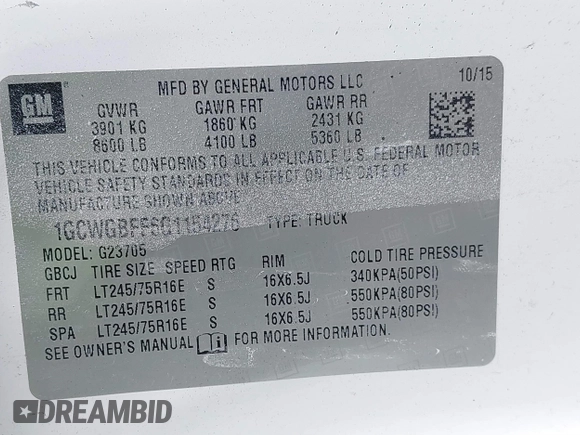 GM
MFD BY GENERAL MOTORS LLC 10/15
GVWR GAWR FRT GAWR RR
3901 KG 1860 KG 2431 KG
8600 LB 4100 LB 5360 LB
THIS VEHICLE CONFORMS TO ALL APPLICABLE U.S. FEDERAL MOTOR
VEHICLE SAFETY STANDARDS IN EFFECT ON THE DATE OF
MANUFACTURE SHOWN ABOVE
TYPE: TRUCK
MODEL: G23705
GBCJ TIRE SIZE SPEED RTG RIM COLD TIRE PRESSURE
FRT LT245/75R16E S 16X6.5J 340KPA(50PSI)
RR LT245/75R16E S 16X6.5J 550KPA(80PSI)
SPA LT245/75R16E S 16X6.5J 550KPA(80PSI)
SEE OWNER'S MANUAL FOR MORE INFORMATION
DREAMBID